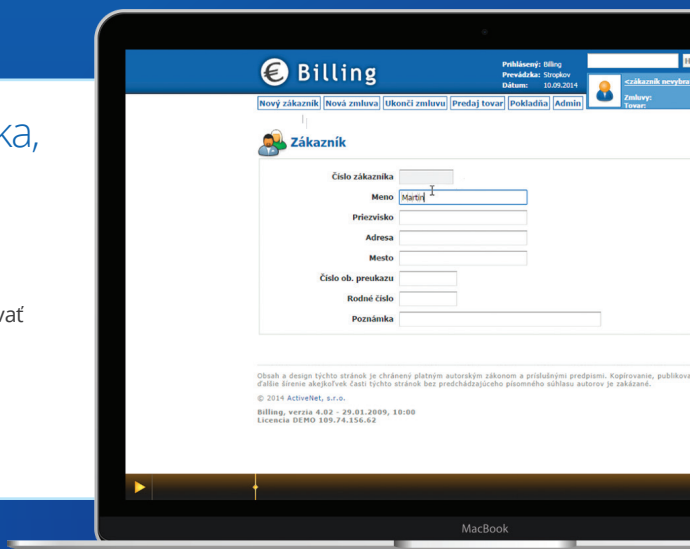 ka,
vať
€ Billing
Prihlásený: Billing
Prevádzka: Stropkov
Dátum: 10.09.2014
H
<zákazník nevybra
Zmluvy:
Tovar:
Nový zákazník Nová zmluva Ukonči zmluvu Predaj tovar Pokladňa Admin
Zákazník
Číslo zákazníka
Meno Martin
Priezvisko
Adresa
Mesto
Číslo ob. preukazu
Rodné číslo
Poznámka
Obsah a design týchto stránok je chránený platným autorským zákonom a príslušnými predpismi. Kopírovanie, publikova
ďalšie šírenie akejkoľvek časti týchto stránok bez predchádzajúceho písomného súhlasu autorov je zakázané.
© 2014 ActiveNet, s.r.o.
Billing, verzia 4.02 - 29.01.2009, 10:00
Licencia DEMO 109.74.156.62
MacBook